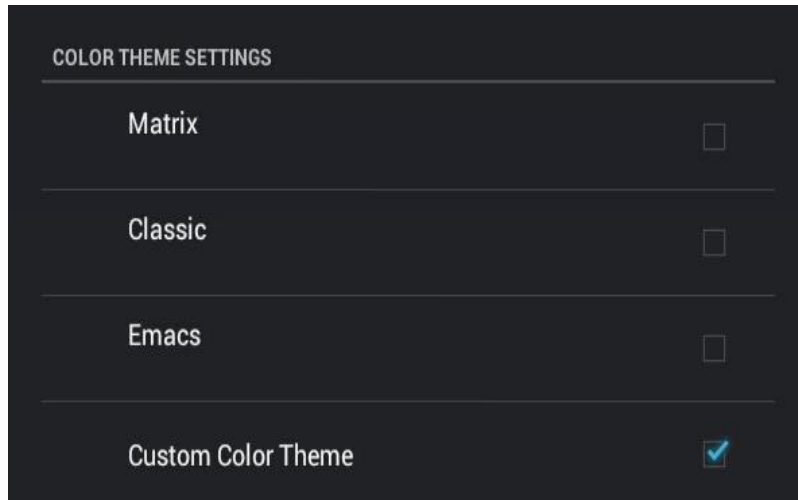 COLOR THEME SETTINGS
Matrix
Classic
Emacs
Custom Color Theme